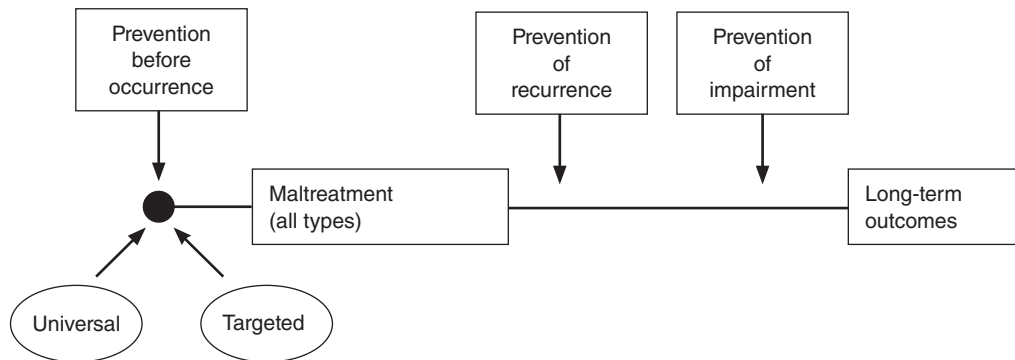 Prevention
before
occurrence
Prevention
of
recurrence
Prevention
of
impairment
Maltreatment
(all types)
Long-term
outcomes
Universal
Targeted